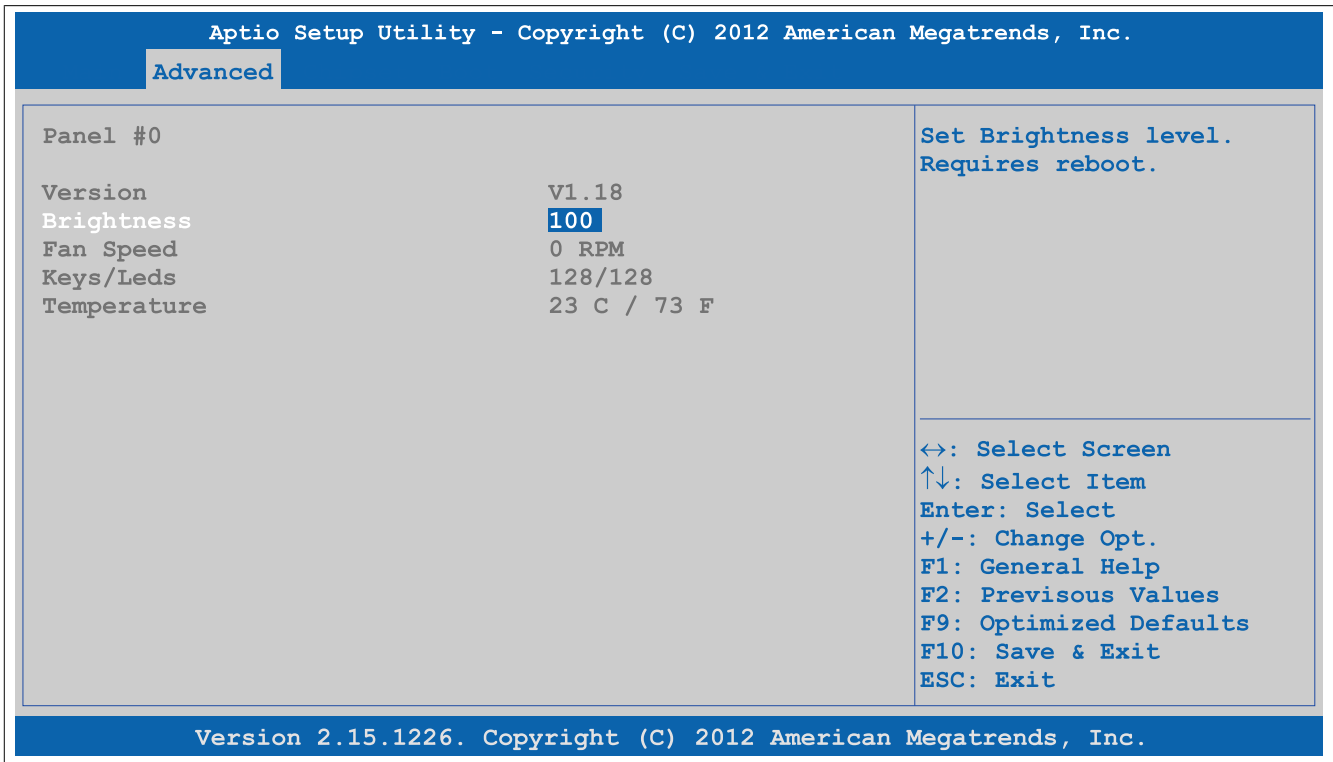 Aptio Setup Utility - Copyright (C) 2012 American Megatrends, Inc.
Advanced
Panel #0
Version V1.18
Brightness 100
Fan Speed 0 RPM
Keys/Leds 128/128
Temperature 23 C / 73 F
Set Brightness level.
Requires reboot.
↔: Select Screen
↑↓: Select Item
Enter: Select
+/-: Change Opt.
F1: General Help
F2: Previsous Values
F9: Optimized Defaults
F10: Save & Exit
ESC: Exit
Version 2.15.1226. Copyright (C) 2012 American Megatrends, Inc.